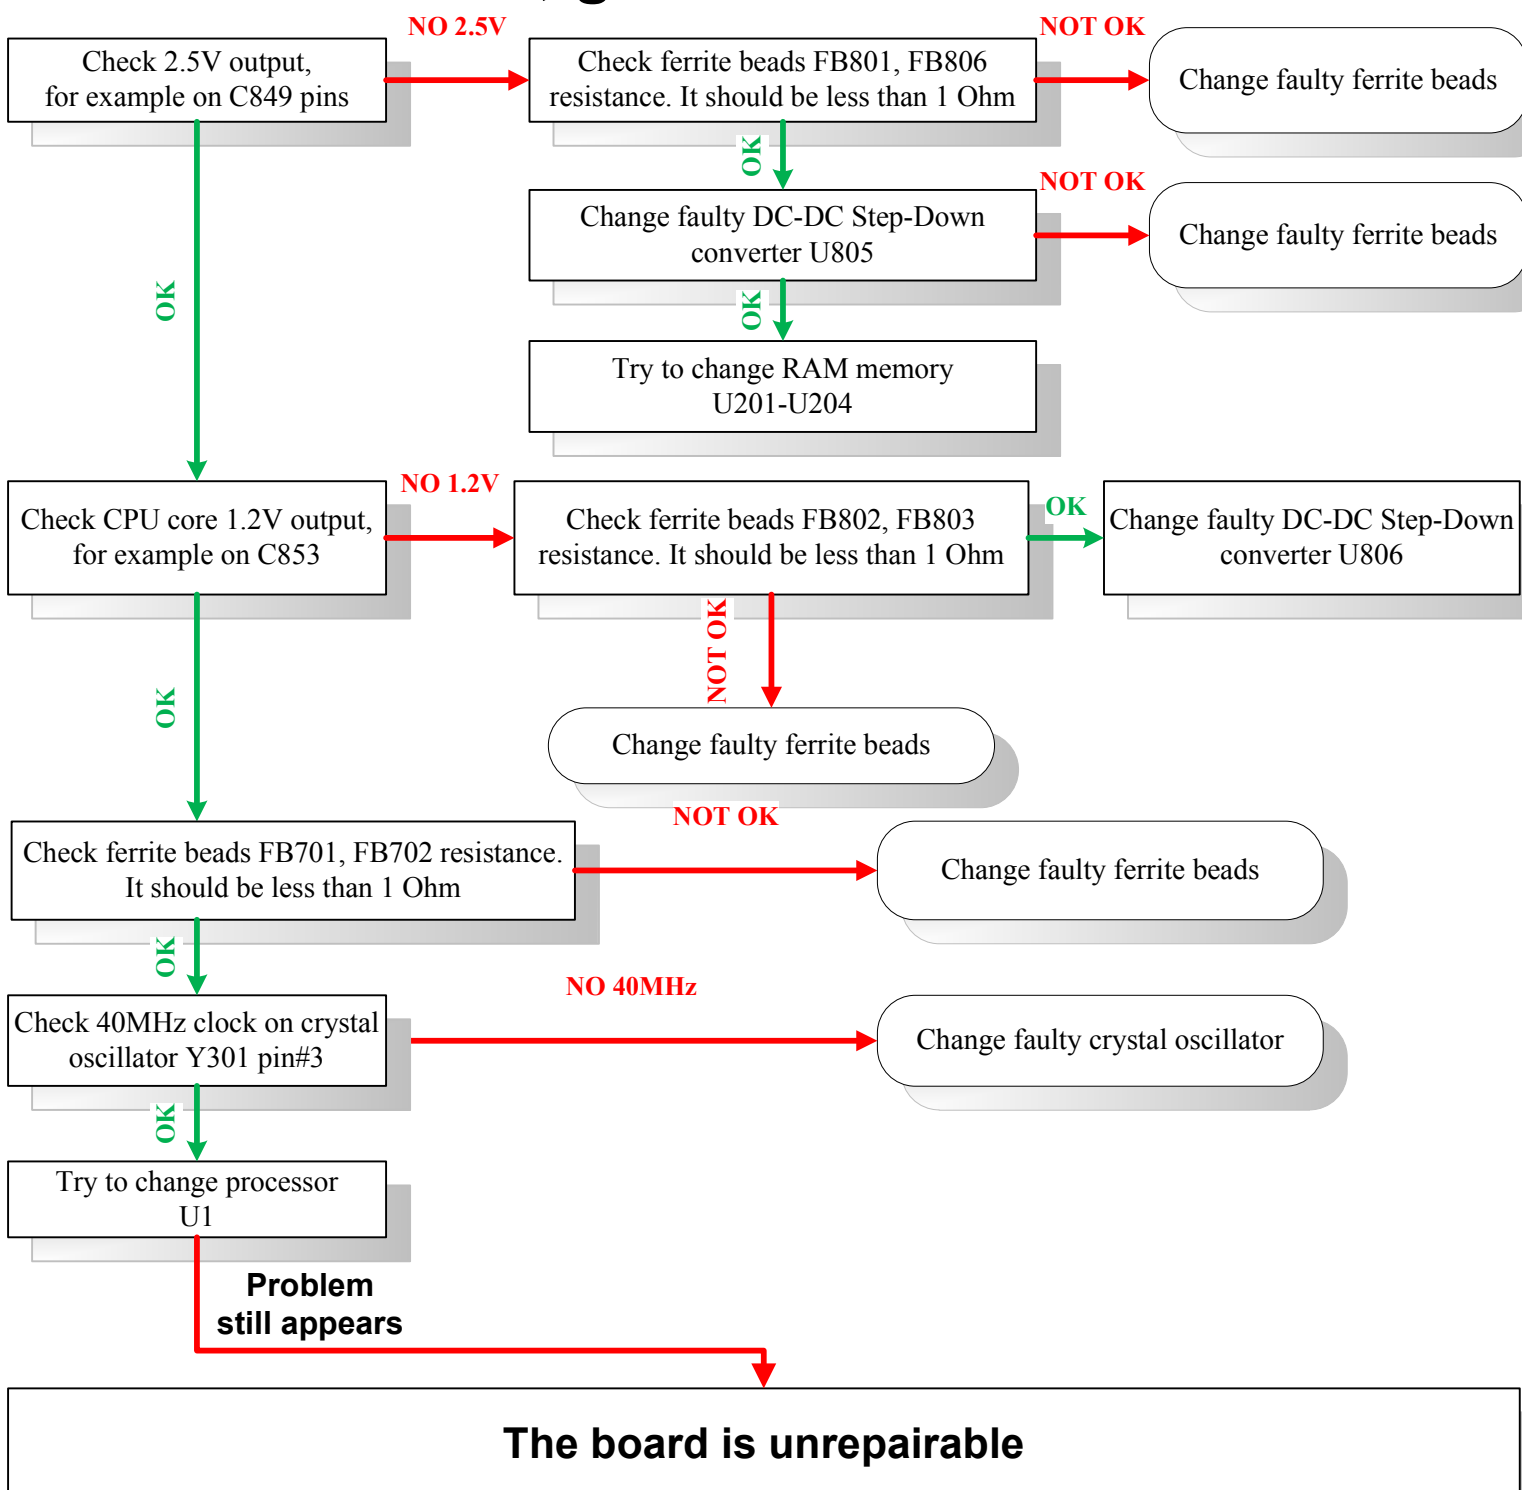 NO 2.5V
NOT OK
Check 2.5V output,
for example on C849 pins
Check ferrite beads FB801, FB806
resistance. It should be less than 1 Ohm
Change faulty ferrite beads
OK
NOT OK
Change faulty DC-DC Step-Down
converter U805
Change faulty ferrite beads
OK
OK
Try to change RAM memory
U201-U204
NO 1.2V
Check CPU core 1.2V output,
for example on C853
Check ferrite beads FB802, FB803
resistance. It should be less than 1 Ohm
OK
Change faulty DC-DC Step-Down
converter U806
NOT OK
OK
Change faulty ferrite beads
NOT OK
Check ferrite beads FB701, FB702 resistance.
It should be less than 1 Ohm
Change faulty ferrite beads
OK
NO 40MHz
Check 40MHz clock on crystal
oscillator Y301 pin#3
Change faulty crystal oscillator
OK
Try to change processor
U1
Problem
still appears
The board is unrepairable